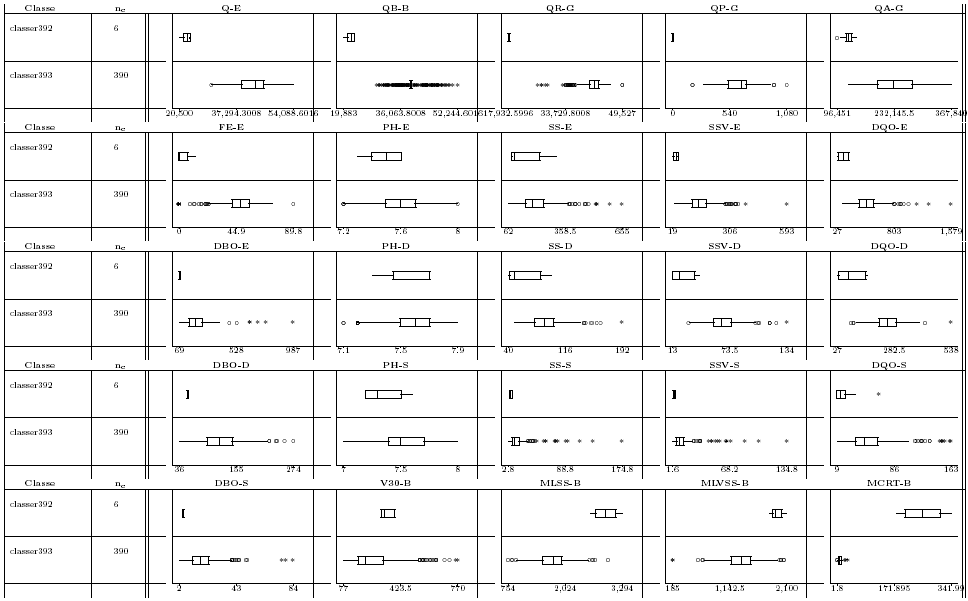 Classe n_c Q-E QB-B QR-G QP-G QA-G
classer392 6
classer393 390
20,500 37,294.3008 54,088.6016 19,883 36,063.8008 52,244.6016 17,932.5996 33,729.8008 49,527 0 540 1,080 96,451 232,145.5 367,840
Classe n_c FE-E PH-E SS-E SSV-E DQO-E
classer392 6
classer393 390
0 44.9 89.8 7.2 7.6 8 62 358.5 655 19 306 593 27 803 1,579
Classe n_c DBO-E PH-D SS-D SSV-D DQO-D
classer392 6
classer393 390
69 528 987 7.1 7.5 7.9 40 116 192 13 73.5 134 27 282.5 538
Classe n_c DBO-D PH-S SS-S SSV-S DQO-S
classer392 6
classer393 390
36 155 274 7 7.5 8 2.8 88.8 174.8 1.6 68.2 134.8 9 86 163
Classe n_c DBO-S V30-B MLSS-B MLVSS-B MCRT-B
classer392 6
classer393 390
2 43 84 77 423.5 770 754 2,024 3,294 185 1,142.5 2,100 1.8 171.895 341.99